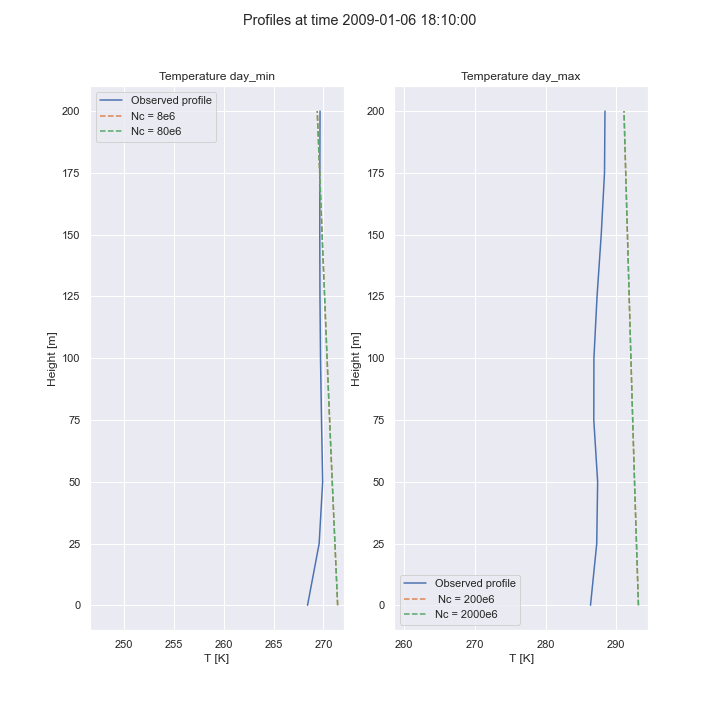 Profiles at time 2009-01-06 18:10:00
Temperature day_min
Observed profile
Nc = 8e6
Nc = 80e6
200
175
150
125
100
75
50
25
0
Height [m]
250
255
260
265
270
T [K]
Temperature day_max
200
175
150
125
100
75
50
25
0
Height [m]
Observed profile
Nc = 200e6
Nc = 2000e6
260
270
280
290
T [K]